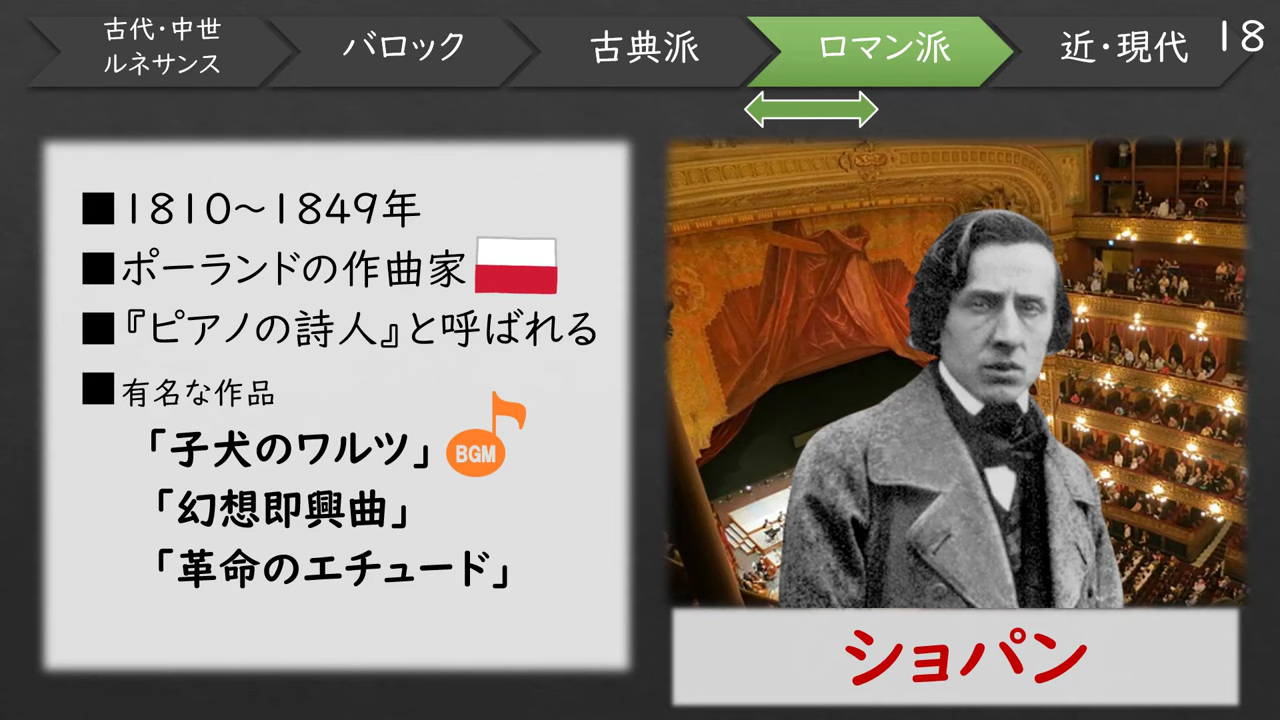 古代・中世
ルネサンス
バロック
古典派
ロマン派
近・現代
18
■1810～1849年
■ポーランドの作曲家
■『ピアノの詩人』と呼ばれる
■有名な作品
「子犬のワルツ」
BGM
「幻想即興曲」
「革命のエチュード」
ショパン